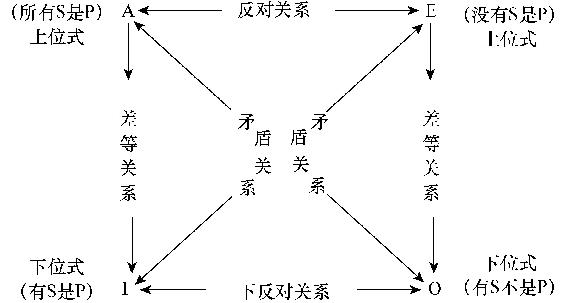 (所有S是P) A 反对关系 E (没有S是P)
上位式 上位式
差等关系 矛盾关系 矛盾关系 差等关系
下位式 下位式
(有S是P) I 下反对关系 O (有S不是P)